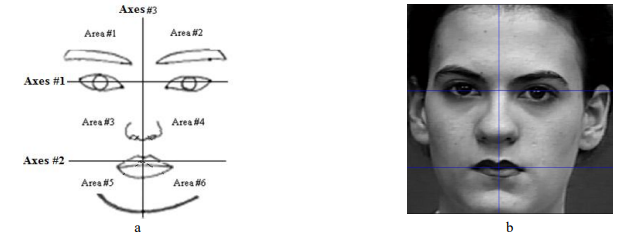 Axes #3
Area #1 Area #2
Axes #1
Area #3 Area #4
Axes #2
Area #5 Area #6
a b